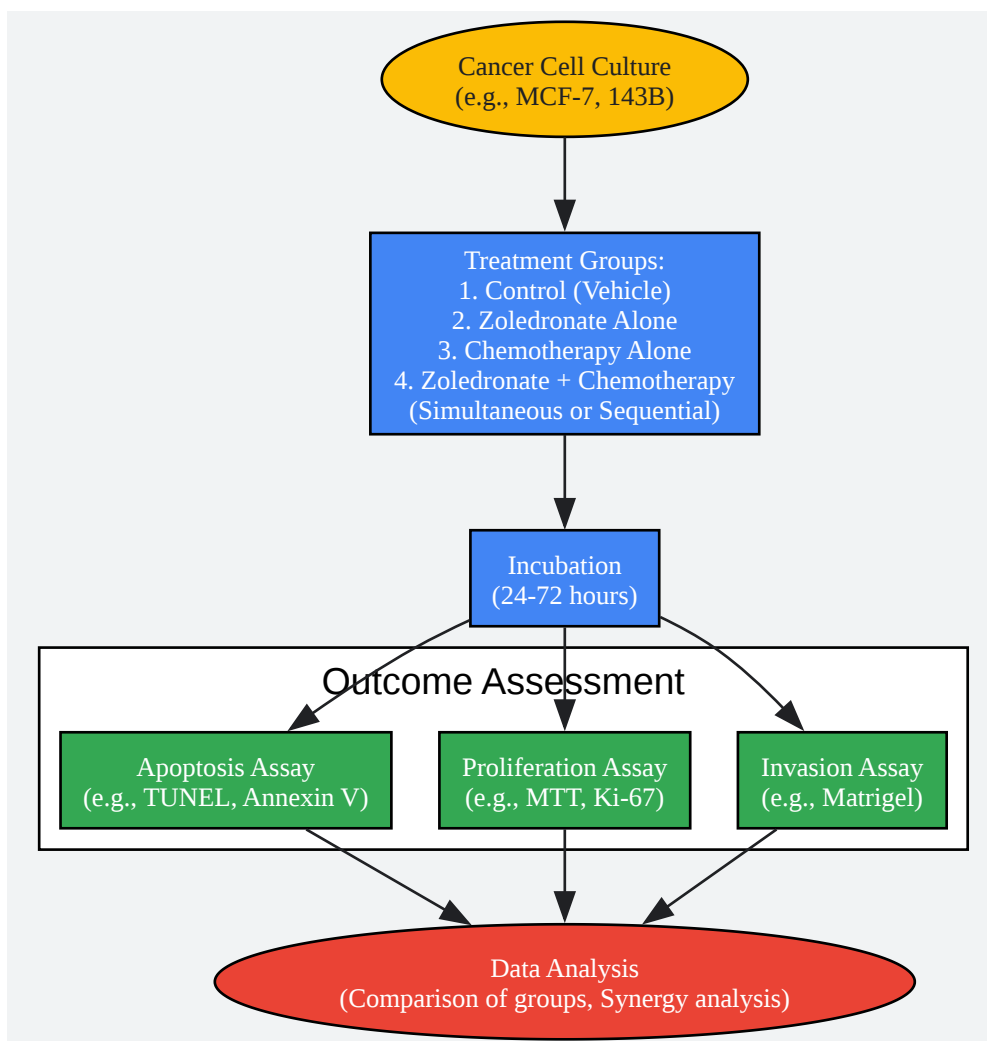 Cancer Cell Culture
(e.g., MCF-7, 143B)
Treatment Groups:
1. Control (Vehicle)
2. Zoledronate Alone
3. Chemotherapy Alone
4. Zoledronate + Chemotherapy
(Simultaneous or Sequential)
Incubation
(24-72 hours)
Outcome Assessment
Apoptosis Assay
(e.g., TUNEL, Annexin V)
Proliferation Assay
(e.g., MTT, Ki-67)
Invasion Assay
(e.g., Matrigel)
Data Analysis
(Comparison of groups, Synergy analysis)